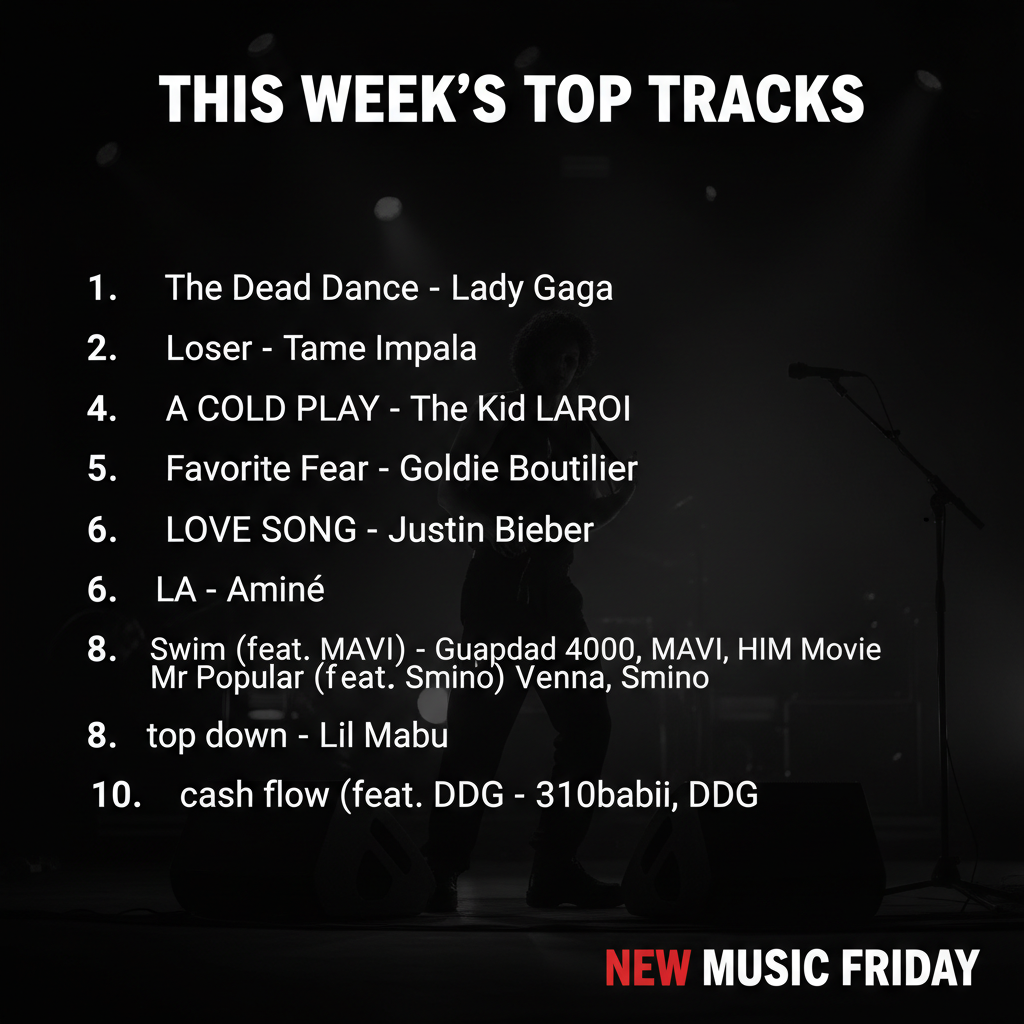 THIS WEEK'S TOP TRACKS
1. The Dead Dance - Lady Gaga
2. Loser - Tame Impala
4. A COLD PLAY - The Kid LAROI
5. Favorite Fear - Goldie Boutilier
6. LOVE SONG - Justin Bieber
6. LA - Aminé
8. Swim (feat. MAVI) - Guapdad 4000, MAVI, HIM Movie
Mr Popular (feat. Smino) Venna, Smino
8. top down - Lil Mabu
10. cash flow (feat. DDG - 310babii, DDG
NEW MUSIC FRIDAY